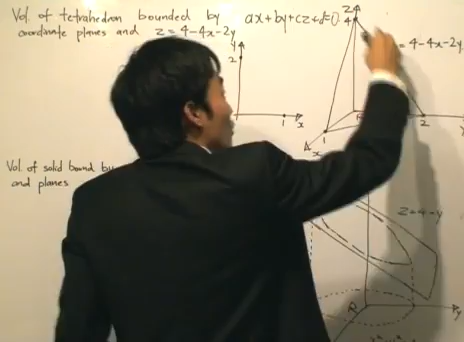 Vol. of tetrahedron bounded by
coordinate planes and z = 4-4x-2y
ax+by+cz+d=0.
y
2
1
x
z
4
= 4-4x-2y
1
2
x
Vol. of solid bound by
and planes
z=4-y
R
y